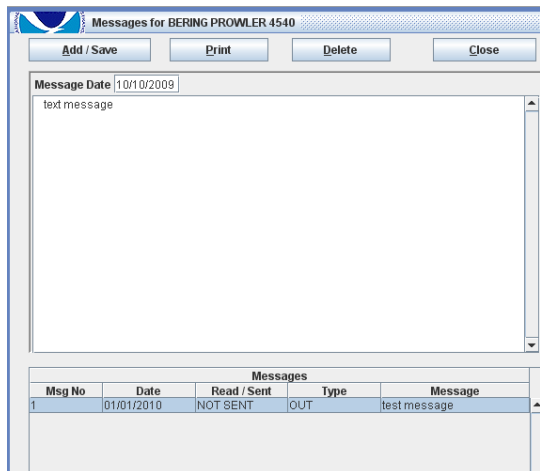 Messages for BERING PROWLER 4540
Add / Save Print Delete Close
Message Date 10/10/2009
text message
Messages
Msg No Date Read / Sent Type Message
1 01/01/2010 NOT SENT OUT test message